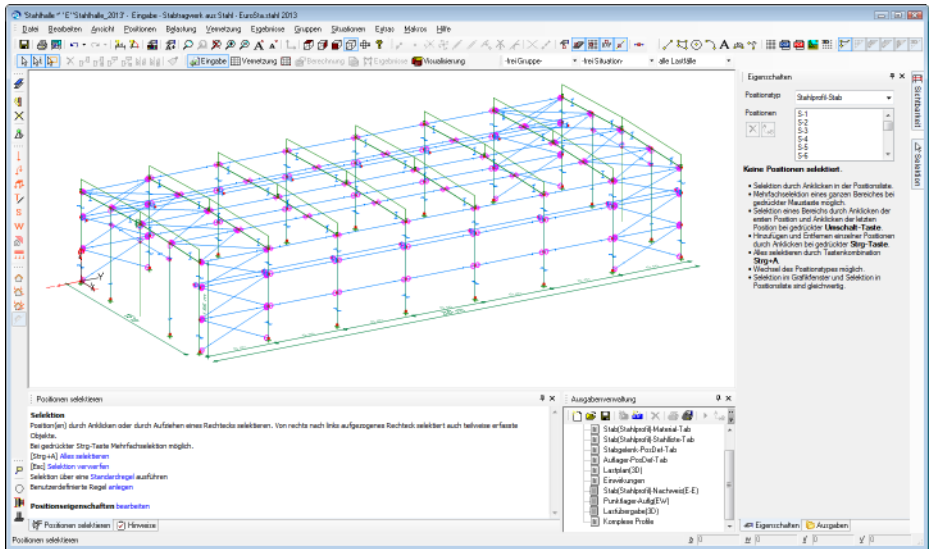 Stahlhalle * "E"Stahlhalle_2013" - Eingabe - Stabtragwerk aus Stahl - EuroSta.stahl 2013
Datei Bearbeiten Ansicht Positionen Belastung Vernetzung Ergebnisse Gruppen Situationen Extras Makros Hilfe
Eingabe Vernetzung Berechnung Ergebnisse Visualisierung -frei Gruppe- -frei Situation- alle Lastfälle
Eigenschaften
Positionstyp Stahlprofil-Stab
Positionen S-1
S-2
S-3
S-4
S-5
S-6
Keine Positionen selektiert.
• Selektion durch Anklicken in der Positionsliste.
• Mehrfachselektion eines ganzen Bereiches bei
gedrückter Maustaste möglich.
• Selektion eines Bereichs durch Anklicken der
ersten Position und Anklicken der letzten
Position bei gedrückter Umschalt-Taste.
• Hinzufügen und Entfernen einzelner Positionen
durch Anklicken bei gedrückter Strg-Taste.
• Alles selektieren durch Tastenkombination
Strg+A.
• Wechsel des Positionstypes möglich.
• Selektion im Grafikfenster und Selektion in
Positionsliste sind gleichwertig.
Sichtbarkeit
Selektion
Y
X
Positionen selektieren
Selektion
Position(en) durch Anklicken oder durch Aufziehen eines Rechtecks selektieren. Von rechts nach links aufgezogenes Rechteck selektiert auch teilweise erfasste
Objekte.
Bei gedrückter Strg-Taste Mehrfachselektion möglich.
[Strg+A] Alles selektieren
[Esc] Selektion verwerfen
Selektion über eine Standardregel ausführen
Benutzerdefinierte Regel anlegen
Positionseigenschaften bearbeiten
Positionen selektieren Hinweise
Ausgabenverwaltung
Stab(Stahlprofil)-Material-Tab
Stab(Stahlprofil)-Stahlliste-Tab
Stabgelenk-PosDef-Tab
Auflager-PosDef-Tab
Lastplan(3D)
Einwirkungen
Stab(Stahlprofil)-Nachweis(E-E)
Punktlager-Auflg(EW)
Lastübergabe(3D)
Komplexe Profile
Eigenschaften Ausgaben
Positionen selektieren